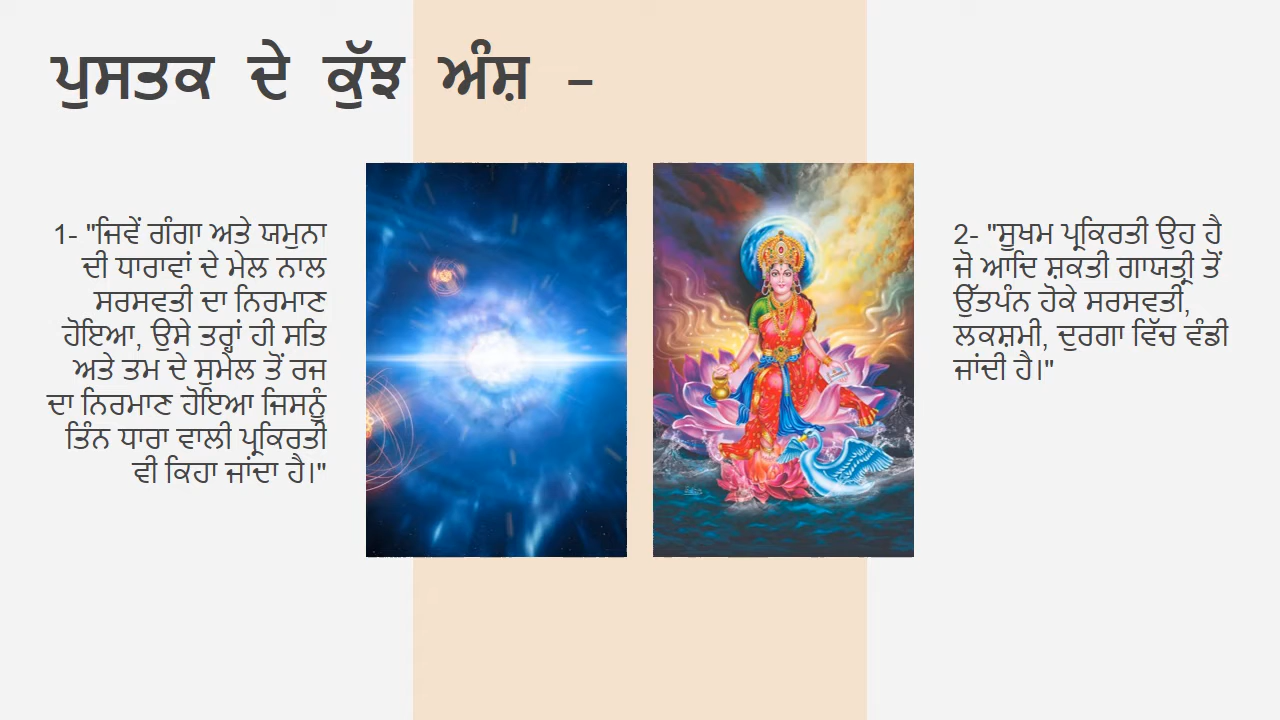 ਪੁਸਤਕ ਦੇ ਕੁੱਝ ਅੰਸ਼ –
1- "ਜਿਵੇਂ ਗੰਗਾ ਅਤੇ ਯਮੁਨਾ
ਦੀ ਧਾਰਾਵਾਂ ਦੇ ਮੇਲ ਨਾਲ
ਸਰਸਵਤੀ ਦਾ ਨਿਰਮਾਣ
ਹੋਇਆ, ਉਸੇ ਤਰ੍ਹਾਂ ਹੀ ਸਤਿ
ਅਤੇ ਤਮ ਦੇ ਸੁਮੇਲ ਤੋਂ ਰਜ
ਦਾ ਨਿਰਮਾਣ ਹੋਇਆ ਜਿਸਨੂੰ
ਤਿੰਨ ਧਾਰਾ ਵਾਲੀ ਪ੍ਰਕਿਰਤੀ
ਵੀ ਕਿਹਾ ਜਾਂਦਾ ਹੈ।"
2- "ਸੂਖਮ ਪ੍ਰਕਿਰਤੀ ਉਹ ਹੈ
ਜੋ ਆਦਿ ਸ਼ਕਤੀ ਗਾਯਤ੍ਰੀ ਤੋਂ
ਉੱਤਪੰਨ ਹੋਕੇ ਸਰਸਵਤੀ,
ਲਕਸ਼ਮੀ, ਦੁਰਗਾ ਵਿੱਚ ਵੰਡੀ
ਜਾਂਦੀ ਹੈ।"